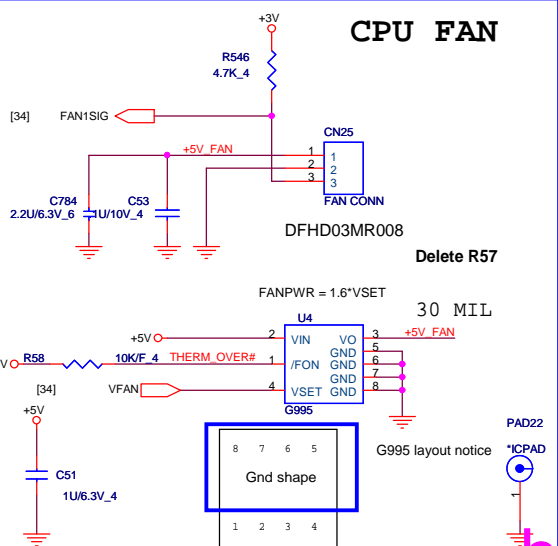 +3V
CPU FAN
R546
4.7K_4
[34]
FAN1SIG
CN25
+5V_FAN
1
1
2
2
3
3
C784
2.2U/6.3V_6
C53
1U/10V_4
FAN CONN
DFHD03MR008
Delete R57
FANPWR = 1.6*VSET
30 MIL
U4
+5V
2
VIN
VO
3
+5V_FAN
GND
5
V
R58
10K/F_4
THERM_OVER#
1
/FON
GND
6
GND
7
[34]
VFAN
4
VSET
GND
8
G995
+5V
PAD22
G995 layout notice
*ICPAD
8 7 6 5
Gnd shape
C51
1U/6.3V_4
1
1 2 3 4